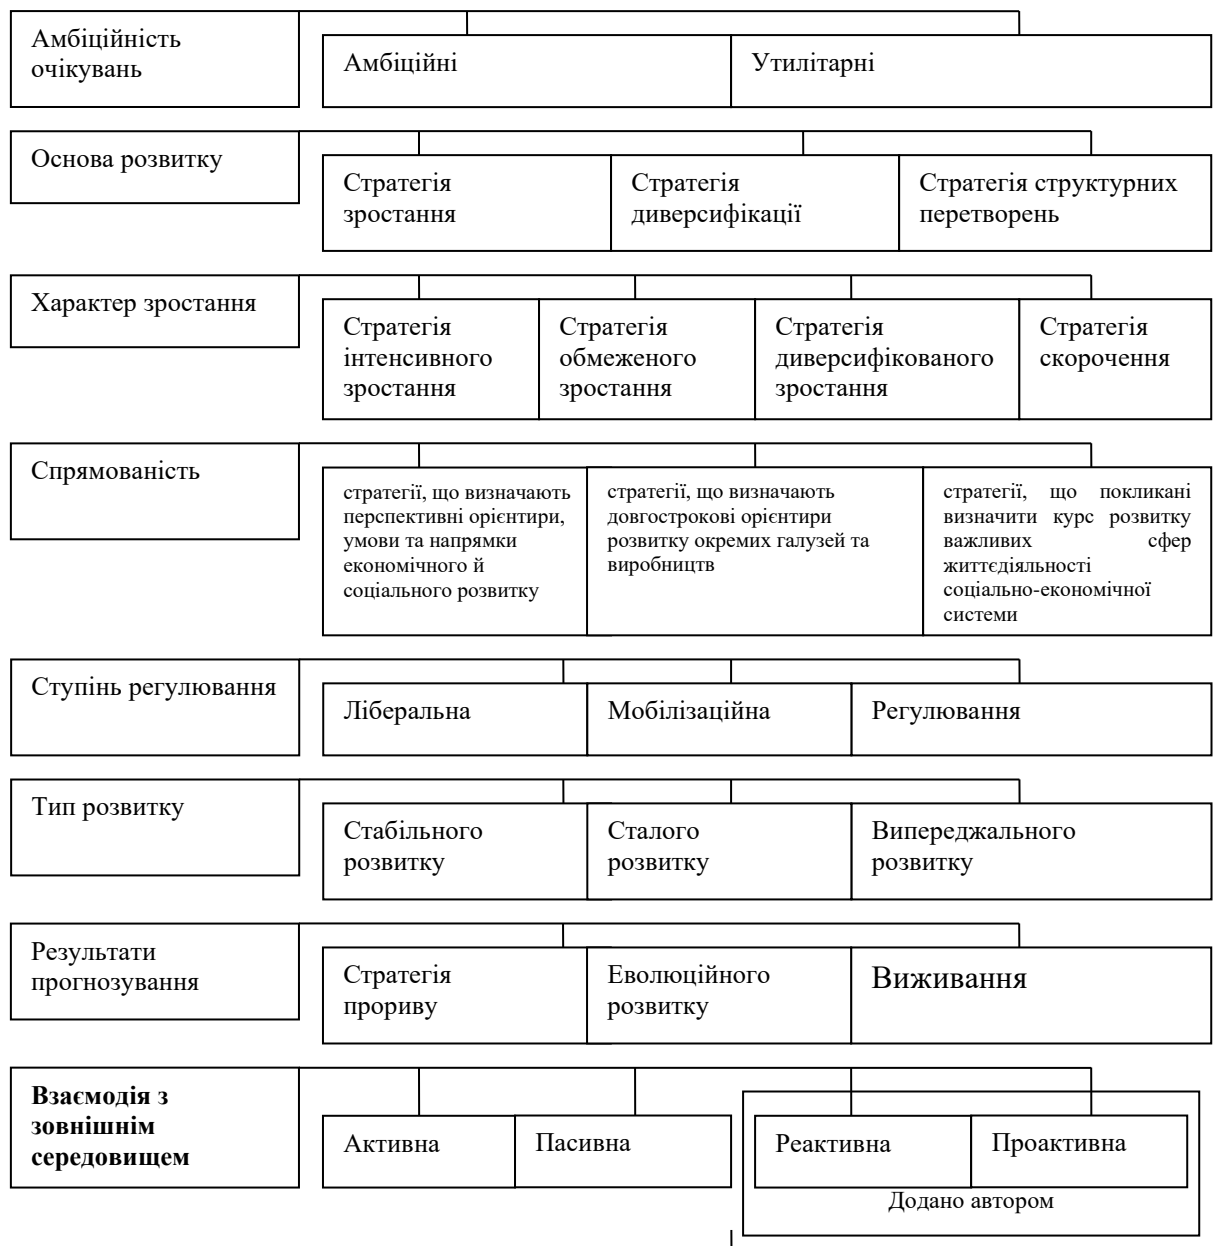 Амбіційність
очікувань
Амбіційні
Утилітарні
Основа розвитку
Стратегія
зростання
Стратегія
диверсифікації
Стратегія структурних
перетворень
Характер зростання
Стратегія
інтенсивного
зростання
Стратегія
обмеженого
зростання
Стратегія
диверсифікованого
зростання
Стратегія
скорочення
Спрямованість
стратегії, що визначають
перспективні орієнтири,
умови та напрямки
економічного й
соціального розвитку
стратегії, що визначають
довгострокові орієнтири
розвитку окремих галузей та
виробництв
стратегії, що покликані
визначити курс розвитку
важливих сфер
життєдіяльності
соціально-економічної
системи
Ступінь регулювання
Ліберальна
Мобілізаційна
Регулювання
Тип розвитку
Стабільного
розвитку
Сталого
розвитку
Випереджального
розвитку
Результати
прогнозування
Стратегія
прориву
Еволюційного
розвитку
Виживання
Взаємодія з
зовнішнім
середовищем
Активна
Пасивна
Реактивна
Проактивна
Додано автором